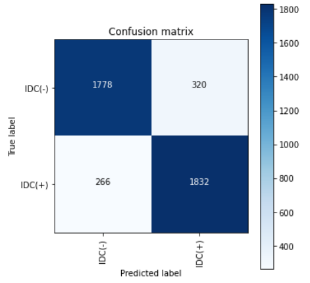 Confusion matrix
1800
1600
1400
1200
1000
800
600
400
True label
IDC(-)
1778 320
IDC(+)
266 1832
IDC(-) IDC(+)
Predicted label